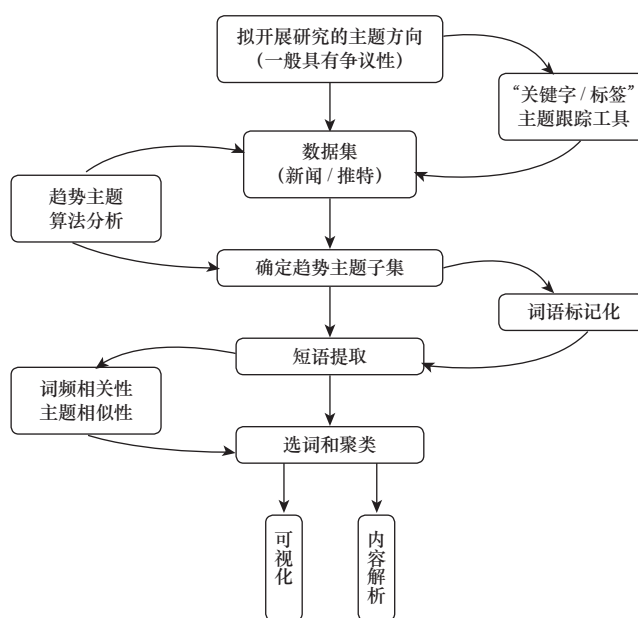 拟开展研究的主题方向
（一般具有争议性）
“关键字 / 标签”
主题跟踪工具
数据集
（新闻 / 推特）
趋势主题
算法分析
确定趋势主题子集
词语标记化
短语提取
词频相关性
主题相似性
选词和聚类
可视化
内容解析